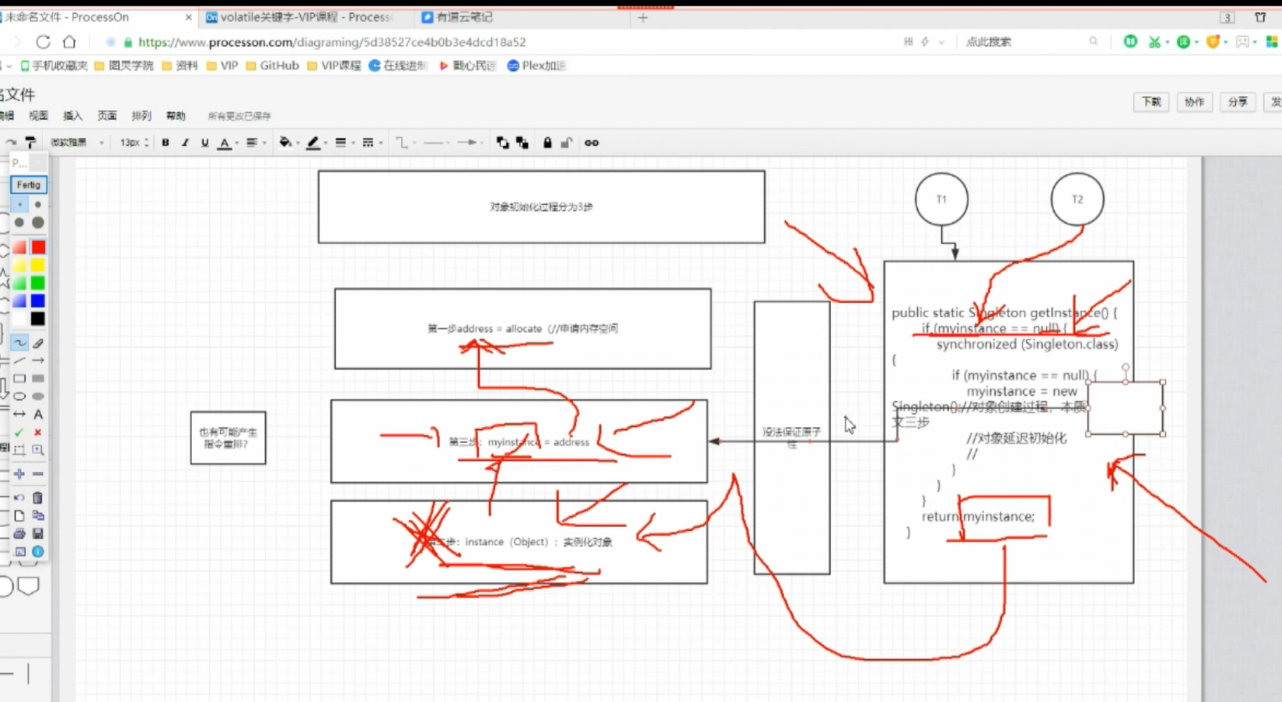 未命名文件 - ProcessOn
volatile关键字-VIP课程 - Process
有道云笔记
3
https://www.processon.com/diagraming/5d38527ce4b0b3e4dcd18a52
点此搜索
手机收藏夹
图灵学院
资料
VIP
GitHub
VIP课程
在线进制
Plex加
名文件
编辑
视图
插入
页面
排列
帮助
所有更改已保存
下载
协作
分享
微软雅黑
13px
B
I
U
A
P...
Fertig
A
对象初始化过程分为3步
T1
T2
第一步address = allocate（//申请内存空间
public static Singleton getInstance() {
if (myinstance == null) {
synchronized (Singleton.class)
{
if (myinstance == null) {
myinstance = new
Singleton();//对象创建过程，本质
文三步
//对象延迟初始化
//
}
}
}
return myinstance;
}
也有可能产生
指令重排？
第三步：myinstance = address
没法保证原子
性
二步：instance（Object）：实例化对象